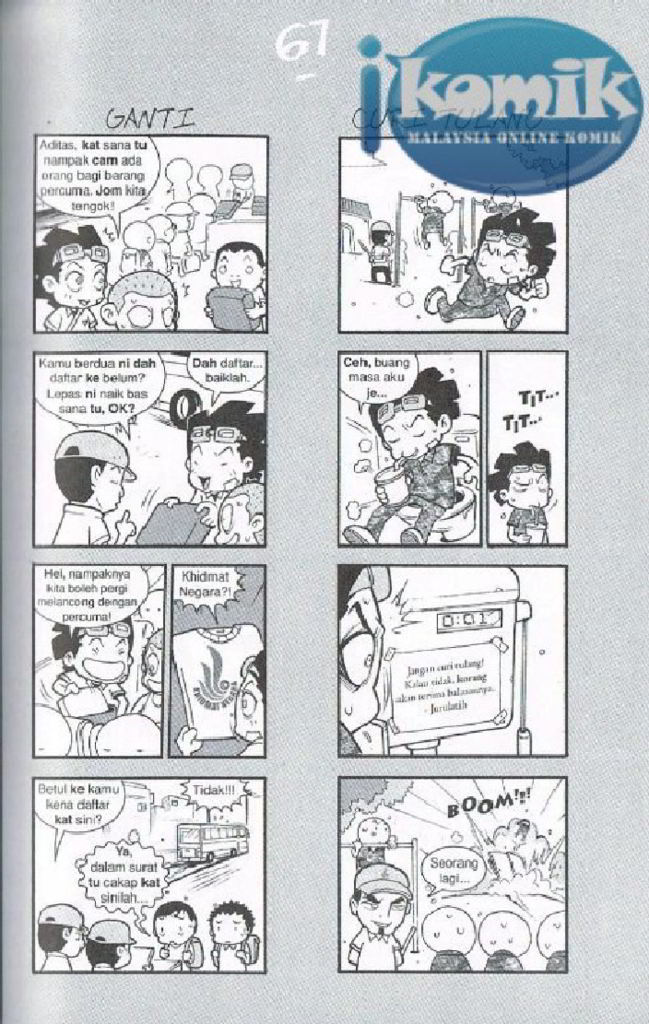 67
ikomik
MALAYSIA ONLINE KOMIK
GANTI
Aditas, kat sana tu
nampak cam ada
orang bagi barang
percuma. Jom kita
tengok!
Kamu berdua ni dah
daftar ke belum?
Lepas ni naik bas
sana tu, OK?
Dah daftar...
baiklah.
Hei, nampaknya
kita boleh pergi
melancong dengan
percuma!
Khidmat
Negara?!
Betul ke kamu
kena daftar
kat sini?
Tidak!!!
Ya,
dalam surat
tu cakap kat
sinilah...
CURI TULANG
Ceh, buang
masa aku
je...
TIT...
TIT...
0:01
Jangan curi tulang!
Kalau tidak, korang
akan terima balasannya.
- Jurulatih
BOOM!!!
Seorang
lagi...